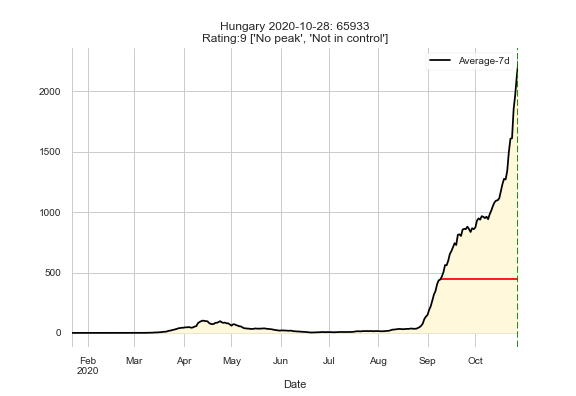 Hungary 2020-10-28: 65933
Rating:9 ['No peak', 'Not in control']
Average-7d
2000
1500
1000
500
0
Feb Mar Apr May Jun Jul Aug Sep Oct
2020
Date